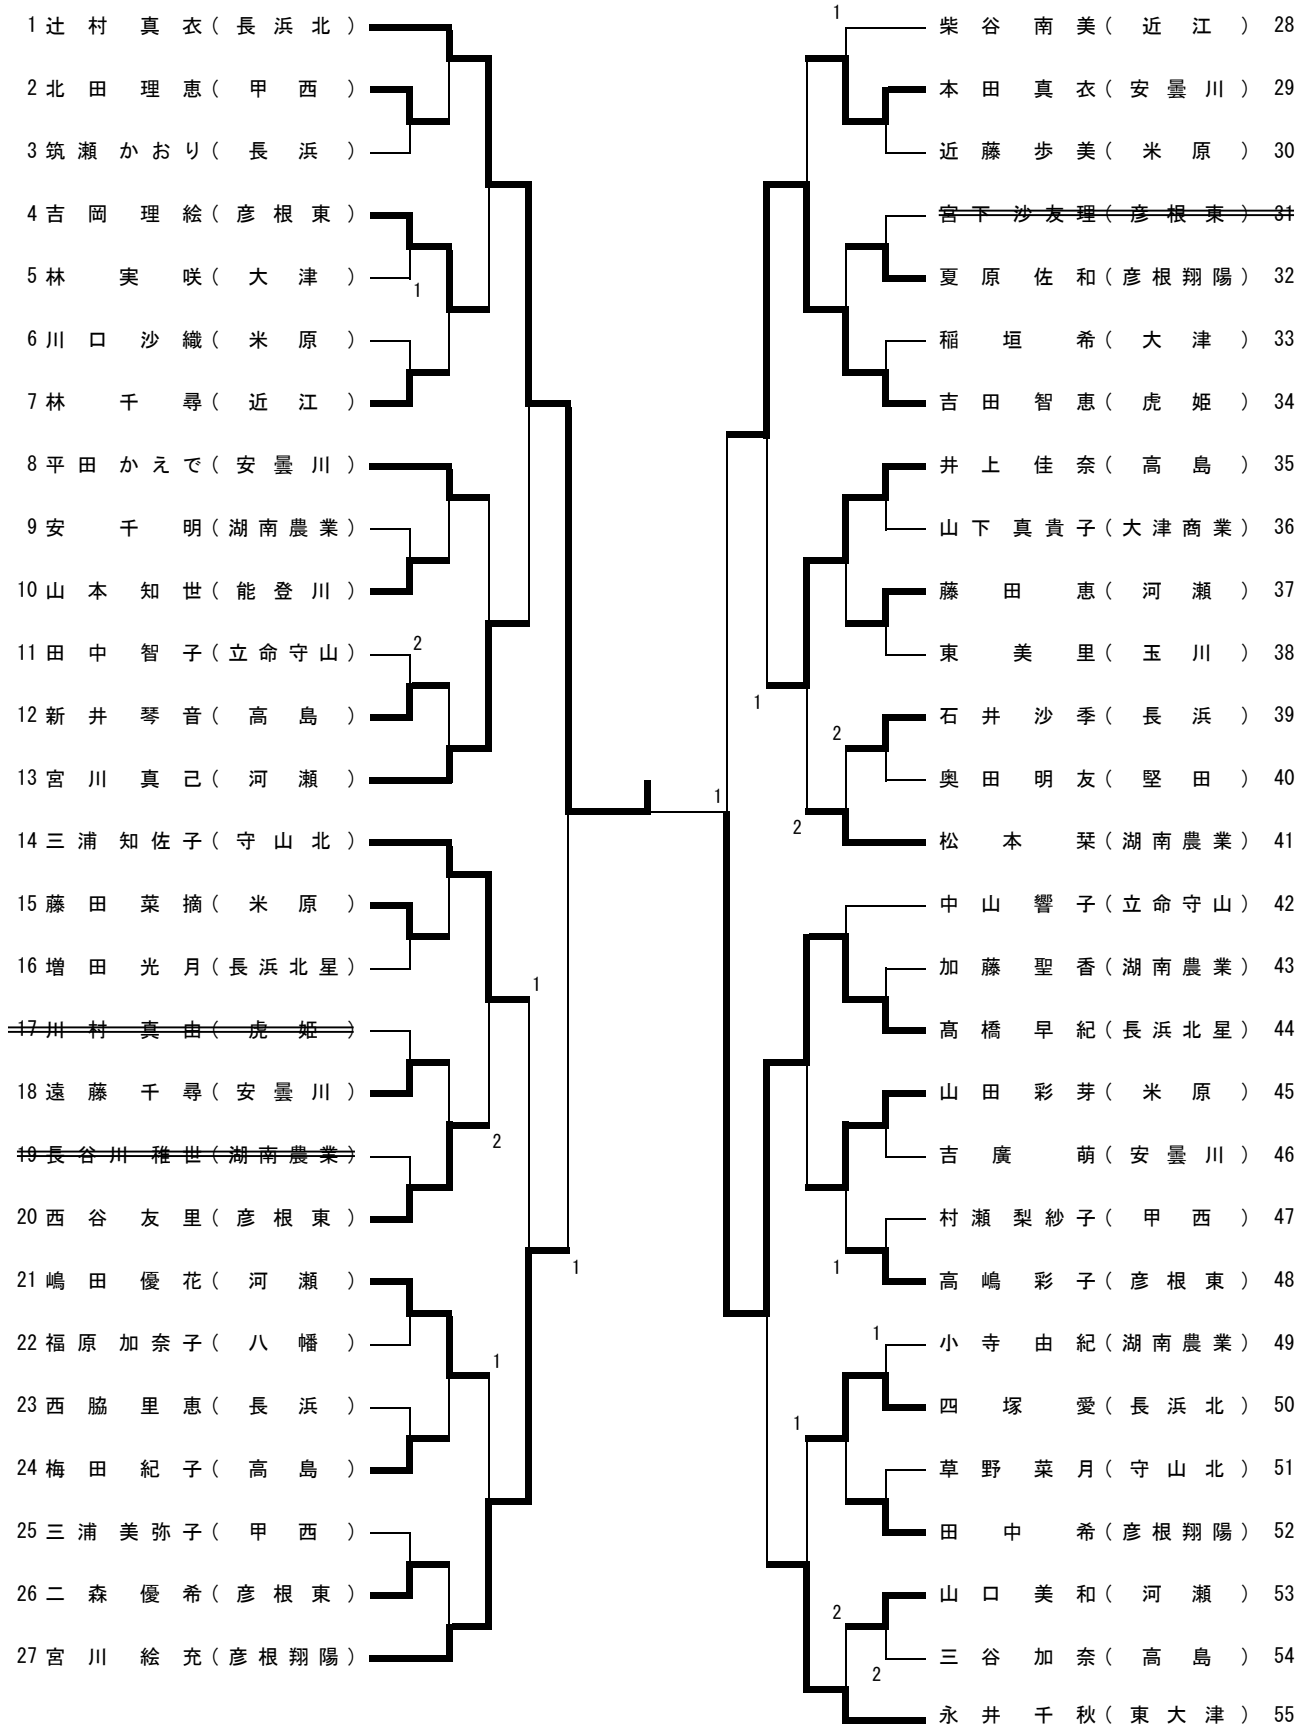 1 辻村真衣(長浜北)
2 北田理恵(甲西)
3 筑瀬かおり(長浜)
4 吉岡理絵(彦根東)
5 林実咲(大津)
1
6 川口沙織(米原)
7 林千尋(近江)
8 平田かえで(安曇川)
9 安千明(湖南農業)
10 山本知世(能登川)
11 田中智子(立命守山)
2
12 新井琴音(高島)
13 宮川真己(河瀬)
14 三浦知佐子(守山北)
15 藤田菜摘(米原)
16 増田光月(長浜北星)
1
17 川村真由(虎姫)
18 遠藤千尋(安曇川)
2
19 長谷川稚世(湖南農業)
20 西谷友里(彦根東)
21 嶋田優花(河瀬)
1
22 福原加奈子(八幡)
1
23 西脇里恵(長浜)
24 梅田紀子(高島)
25 三浦美弥子(甲西)
26 二森優希(彦根東)
27 宮川絵充(彦根翔陽)
1
柴谷南美(近江) 28
本田真衣(安曇川) 29
近藤歩美(米原) 30
宮下沙友理(彦根東) 31
夏原佐和(彦根翔陽) 32
稲垣希(大津) 33
吉田智恵(虎姫) 34
井上佳奈(高島) 35
山下真貴子(大津商業) 36
藤田恵(河瀬) 37
東美里(玉川) 38
1
石井沙季(長浜) 39
2
奥田明友(堅田) 40
1
2
松本栞(湖南農業) 41
中山響子(立命守山) 42
加藤聖香(湖南農業) 43
髙橋早紀(長浜北星) 44
山田彩芽(米原) 45
吉廣萌(安曇川) 46
村瀬梨紗子(甲西) 47
1
高嶋彩子(彦根東) 48
1
小寺由紀(湖南農業) 49
四塚愛(長浜北) 50
1
草野菜月(守山北) 51
田中希(彦根翔陽) 52
山口美和(河瀬) 53
2
三谷加奈(高島) 54
2
永井千秋(東大津) 55